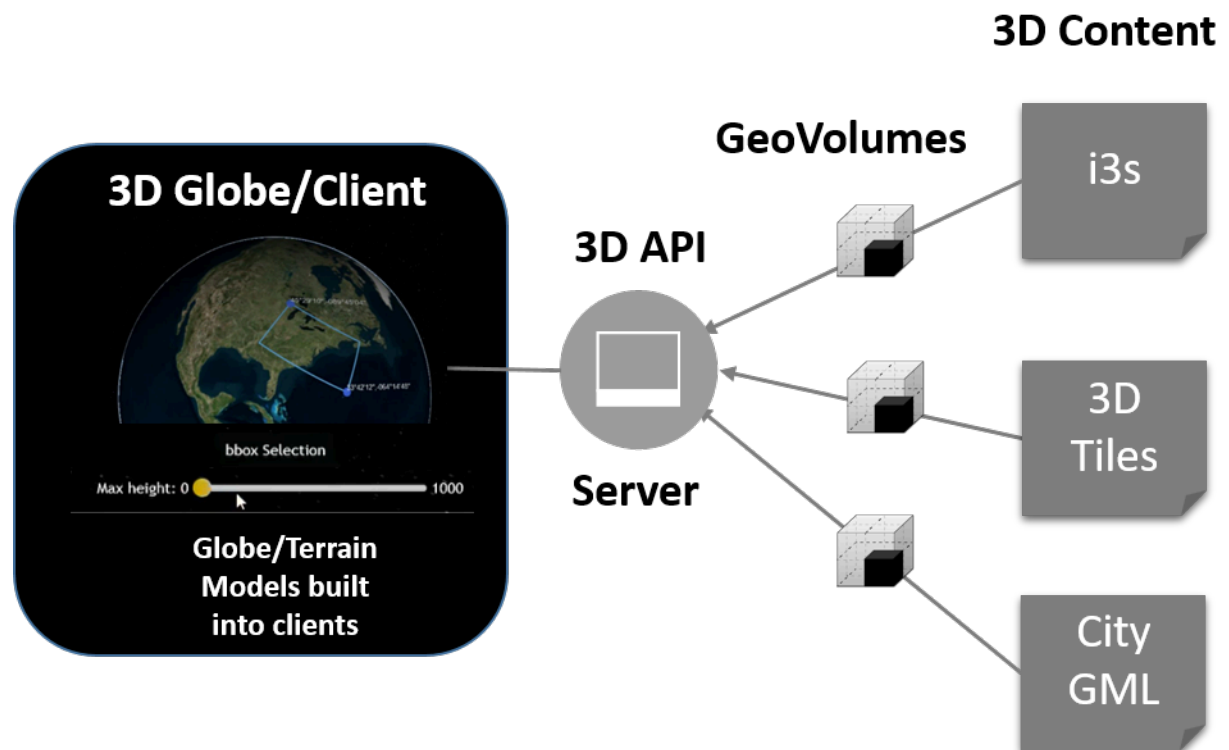 3D Content
GeoVolumes
i3s
3D Globe/Client
3D API
bbox Selection
Max height: 0
1000
3D
Tiles
Server
Globe/Terrain
Models built
into clients
City
GML